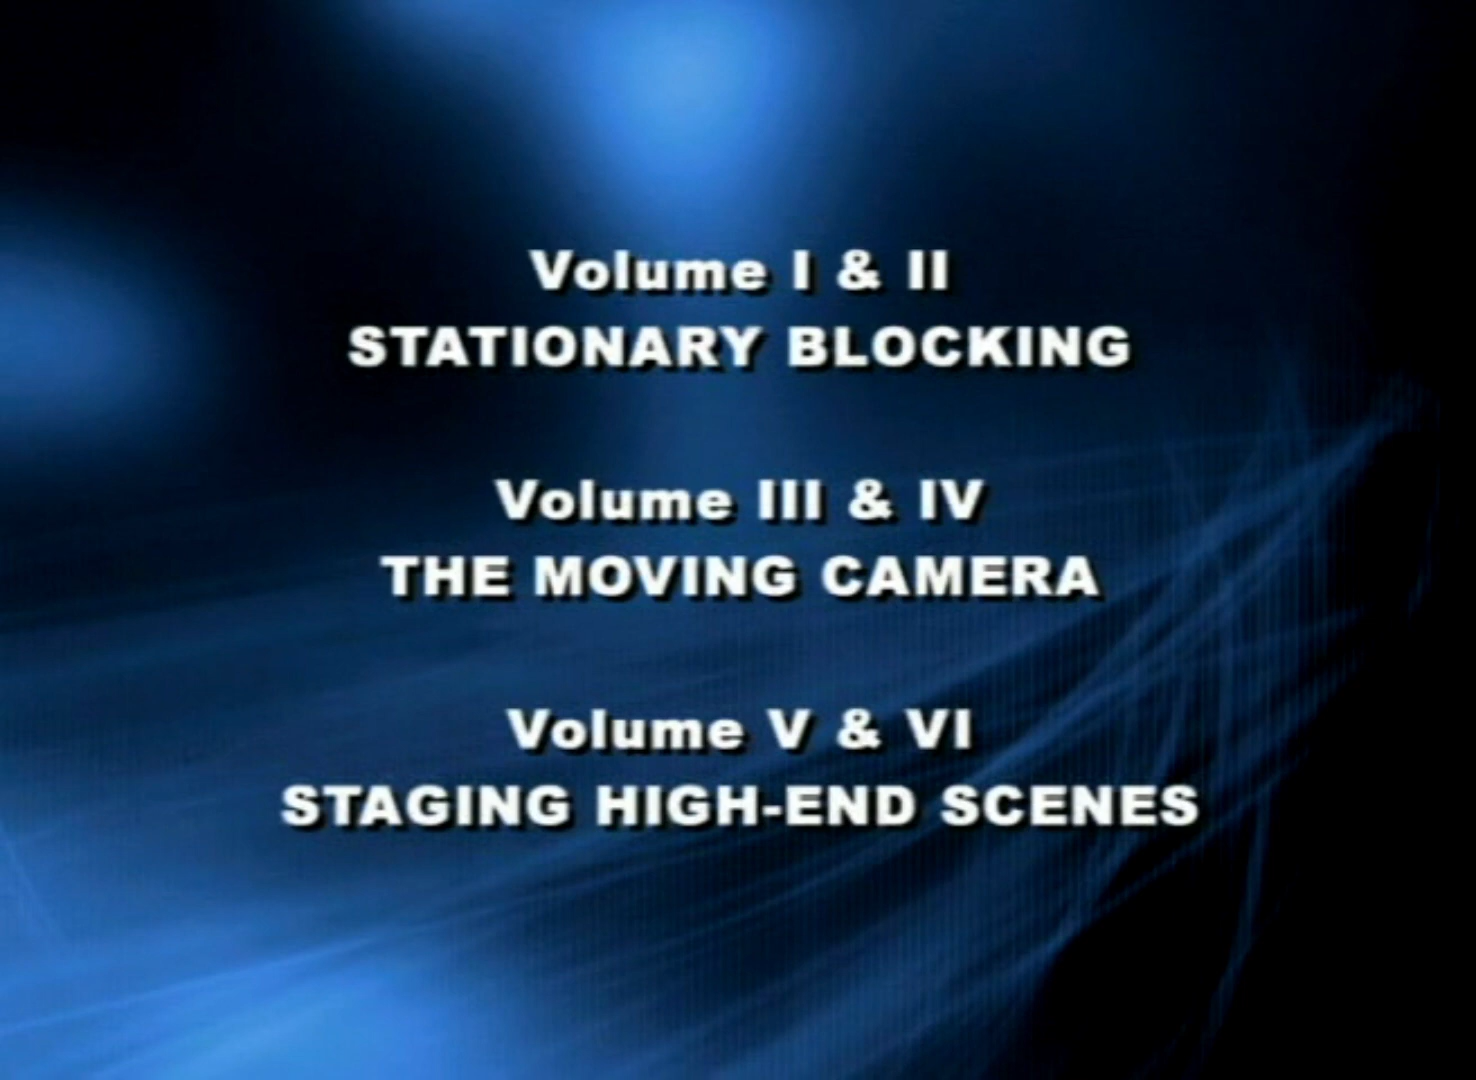 Volume I & II
STATIONARY BLOCKING
Volume III & IV
THE MOVING CAMERA
Volume V & VI
STAGING HIGH-END SCENES